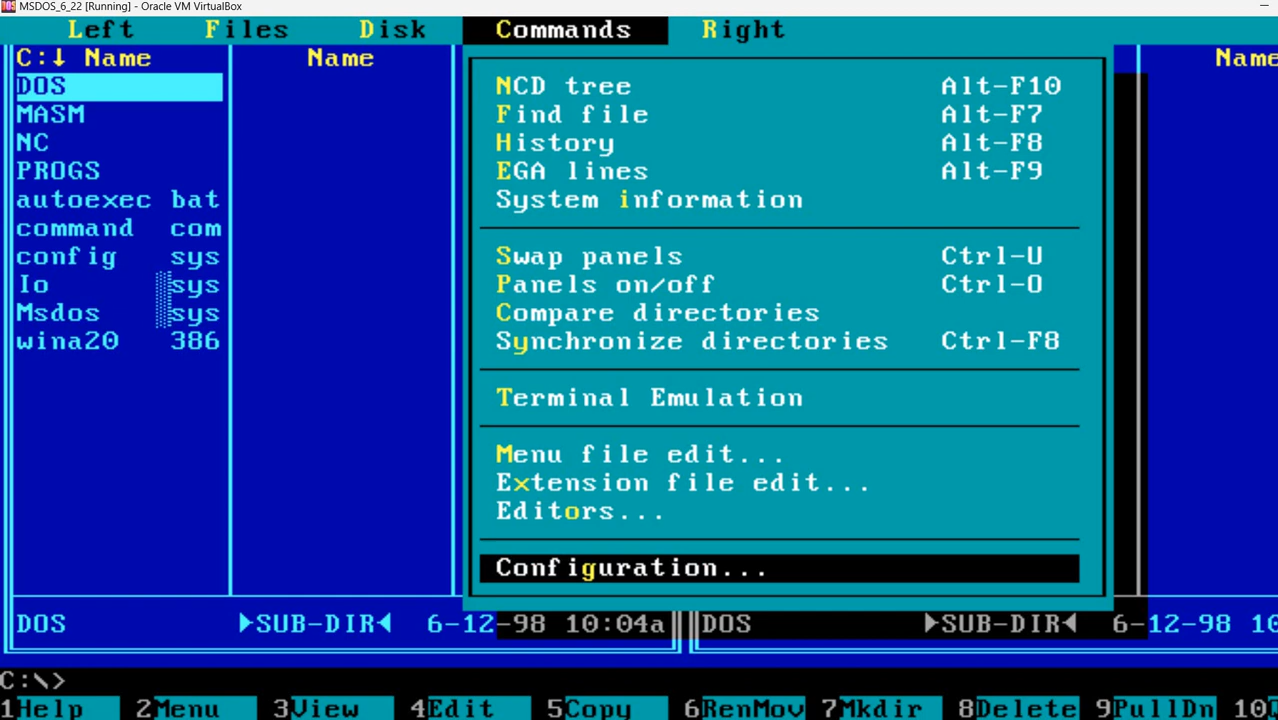 MSDOS_6_22 [Running] - Oracle VM VirtualBox
Left Files Disk Commands Right
C:↓ Name Name Name
DOS
MASM
NC
PROGS
autoexec bat
command com
config sys
Io ░sys
Msdos ░sys
wina20 386
NCD tree Alt-F10
Find file Alt-F7
History Alt-F8
EGA lines Alt-F9
System information
Swap panels Ctrl-U
Panels on/off Ctrl-O
Compare directories
Synchronize directories Ctrl-F8
Terminal Emulation
Menu file edit...
Extension file edit...
Editors...
Configuration...
DOS ►SUB-DIR◄ 6-12-98 10:04a DOS ►SUB-DIR◄ 6-12-98 10
C:\>
1Help 2Menu 3View 4Edit 5Copy 6RenMov 7Mkdir 8Delete 9PullDn 10